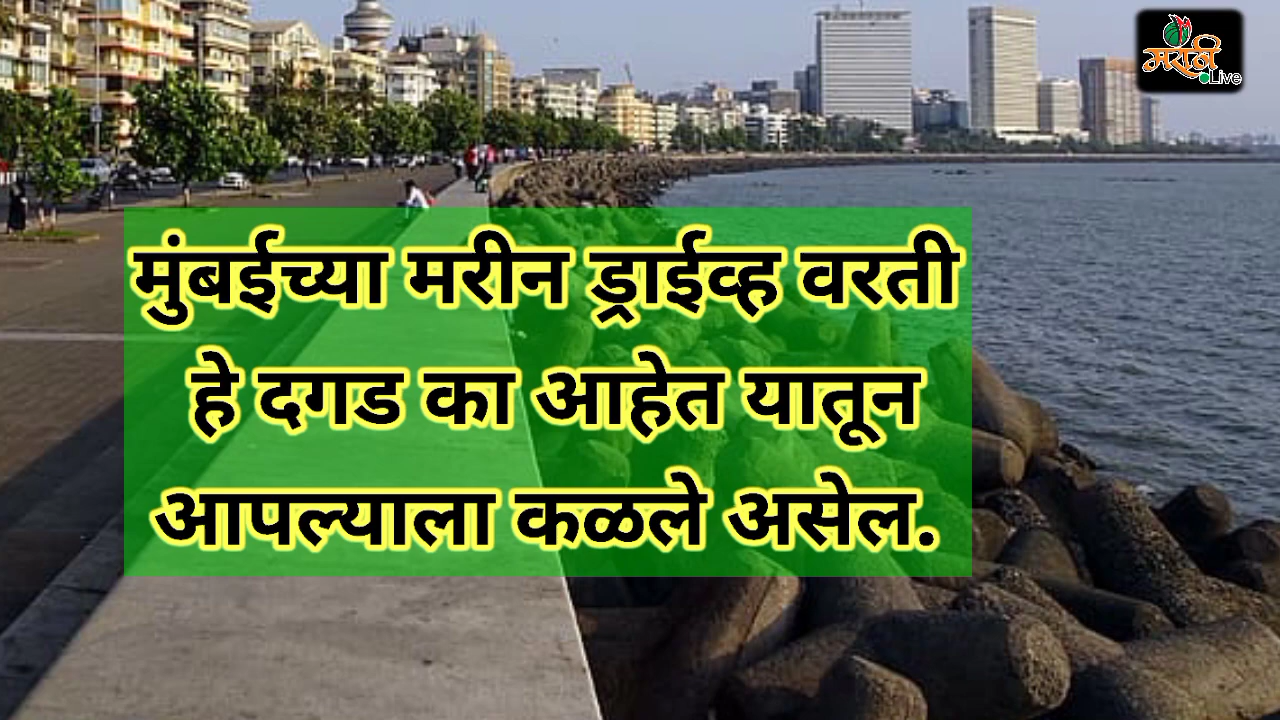 मराठी
Live
मुंबईच्या मरीन ड्राईव्ह वरती
हे दगड का आहेत यातून
आपल्याला कळले असेल.